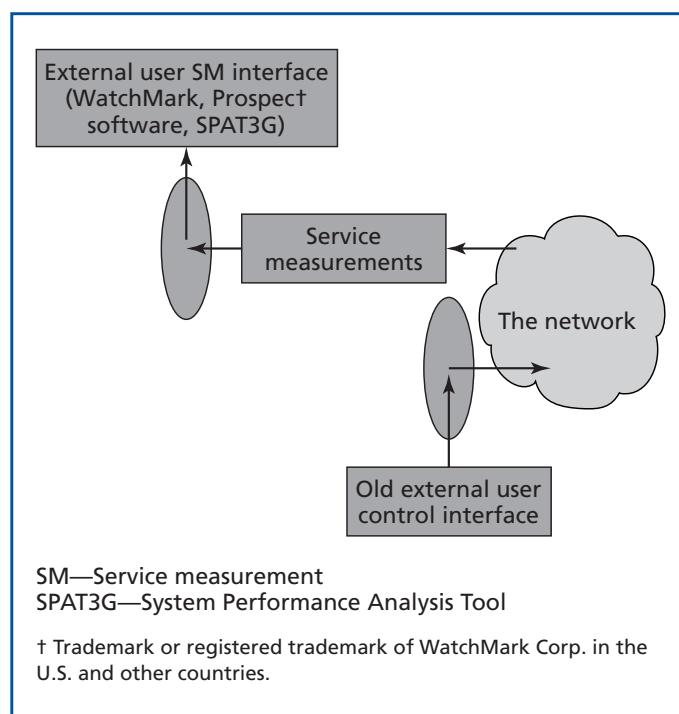 External user SM interface
(WatchMark, Prospect†
software, SPAT3G)
Service
measurements
The network
Old external user
control interface
SM—Service measurement
SPAT3G—System Performance Analysis Tool
† Trademark or registered trademark of WatchMark Corp. in the
U.S. and other countries.